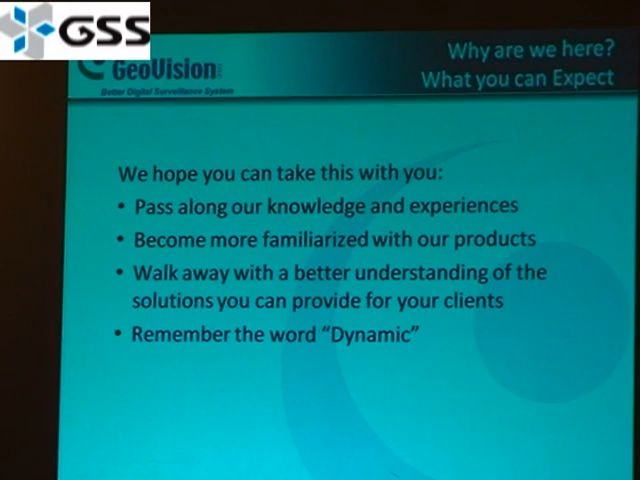 GSS
GeoVision
Better Digital Surveillance System
Why are we here?
What you can Expect
We hope you can take this with you:
• Pass along our knowledge and experiences
• Become more familiarized with our products
• Walk away with a better understanding of the
solutions you can provide for your clients
• Remember the word “Dynamic”